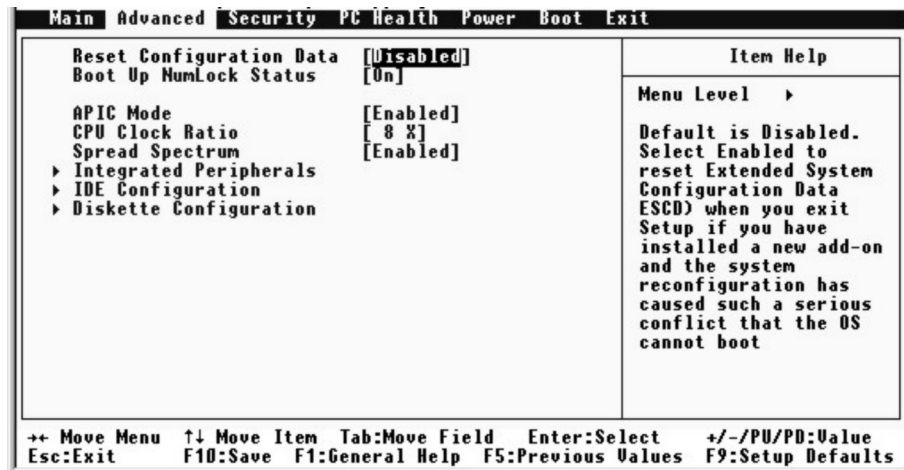 Main Advanced Security PC Health Power Boot Exit
Reset Configuration Data [Disabled]
Boot Up NumLock Status [On]
APIC Mode [Enabled]
CPU Clock Ratio [ 8 X]
Spread Spectrum [Enabled]
Integrated Peripherals
IDE Configuration
Diskette Configuration
Item Help
Menu Level
Default is Disabled.
Select Enabled to
reset Extended System
Configuration Data
ESCD) when you exit
Setup if you have
installed a new add-on
and the system
reconfiguration has
caused such a serious
conflict that the OS
cannot boot
→← Move Menu ↑↓ Move Item Tab:Move Field Enter:Select +/-/PU/PD:Value
Esc:Exit F10:Save F1:General Help F5:Previous Values F9:Setup Defaults